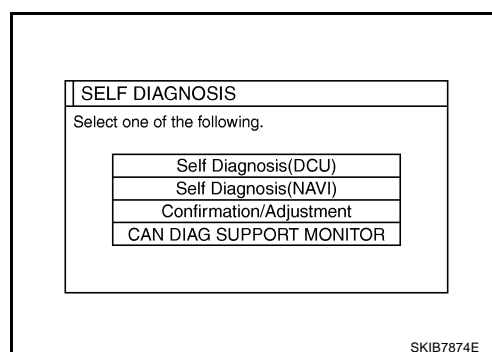 SELF DIAGNOSIS
Select one of the following.
Self Diagnosis(DCU)
Self Diagnosis(NAVI)
Confirmation/Adjustment
CAN DIAG SUPPORT MONITOR
SKIB7874E